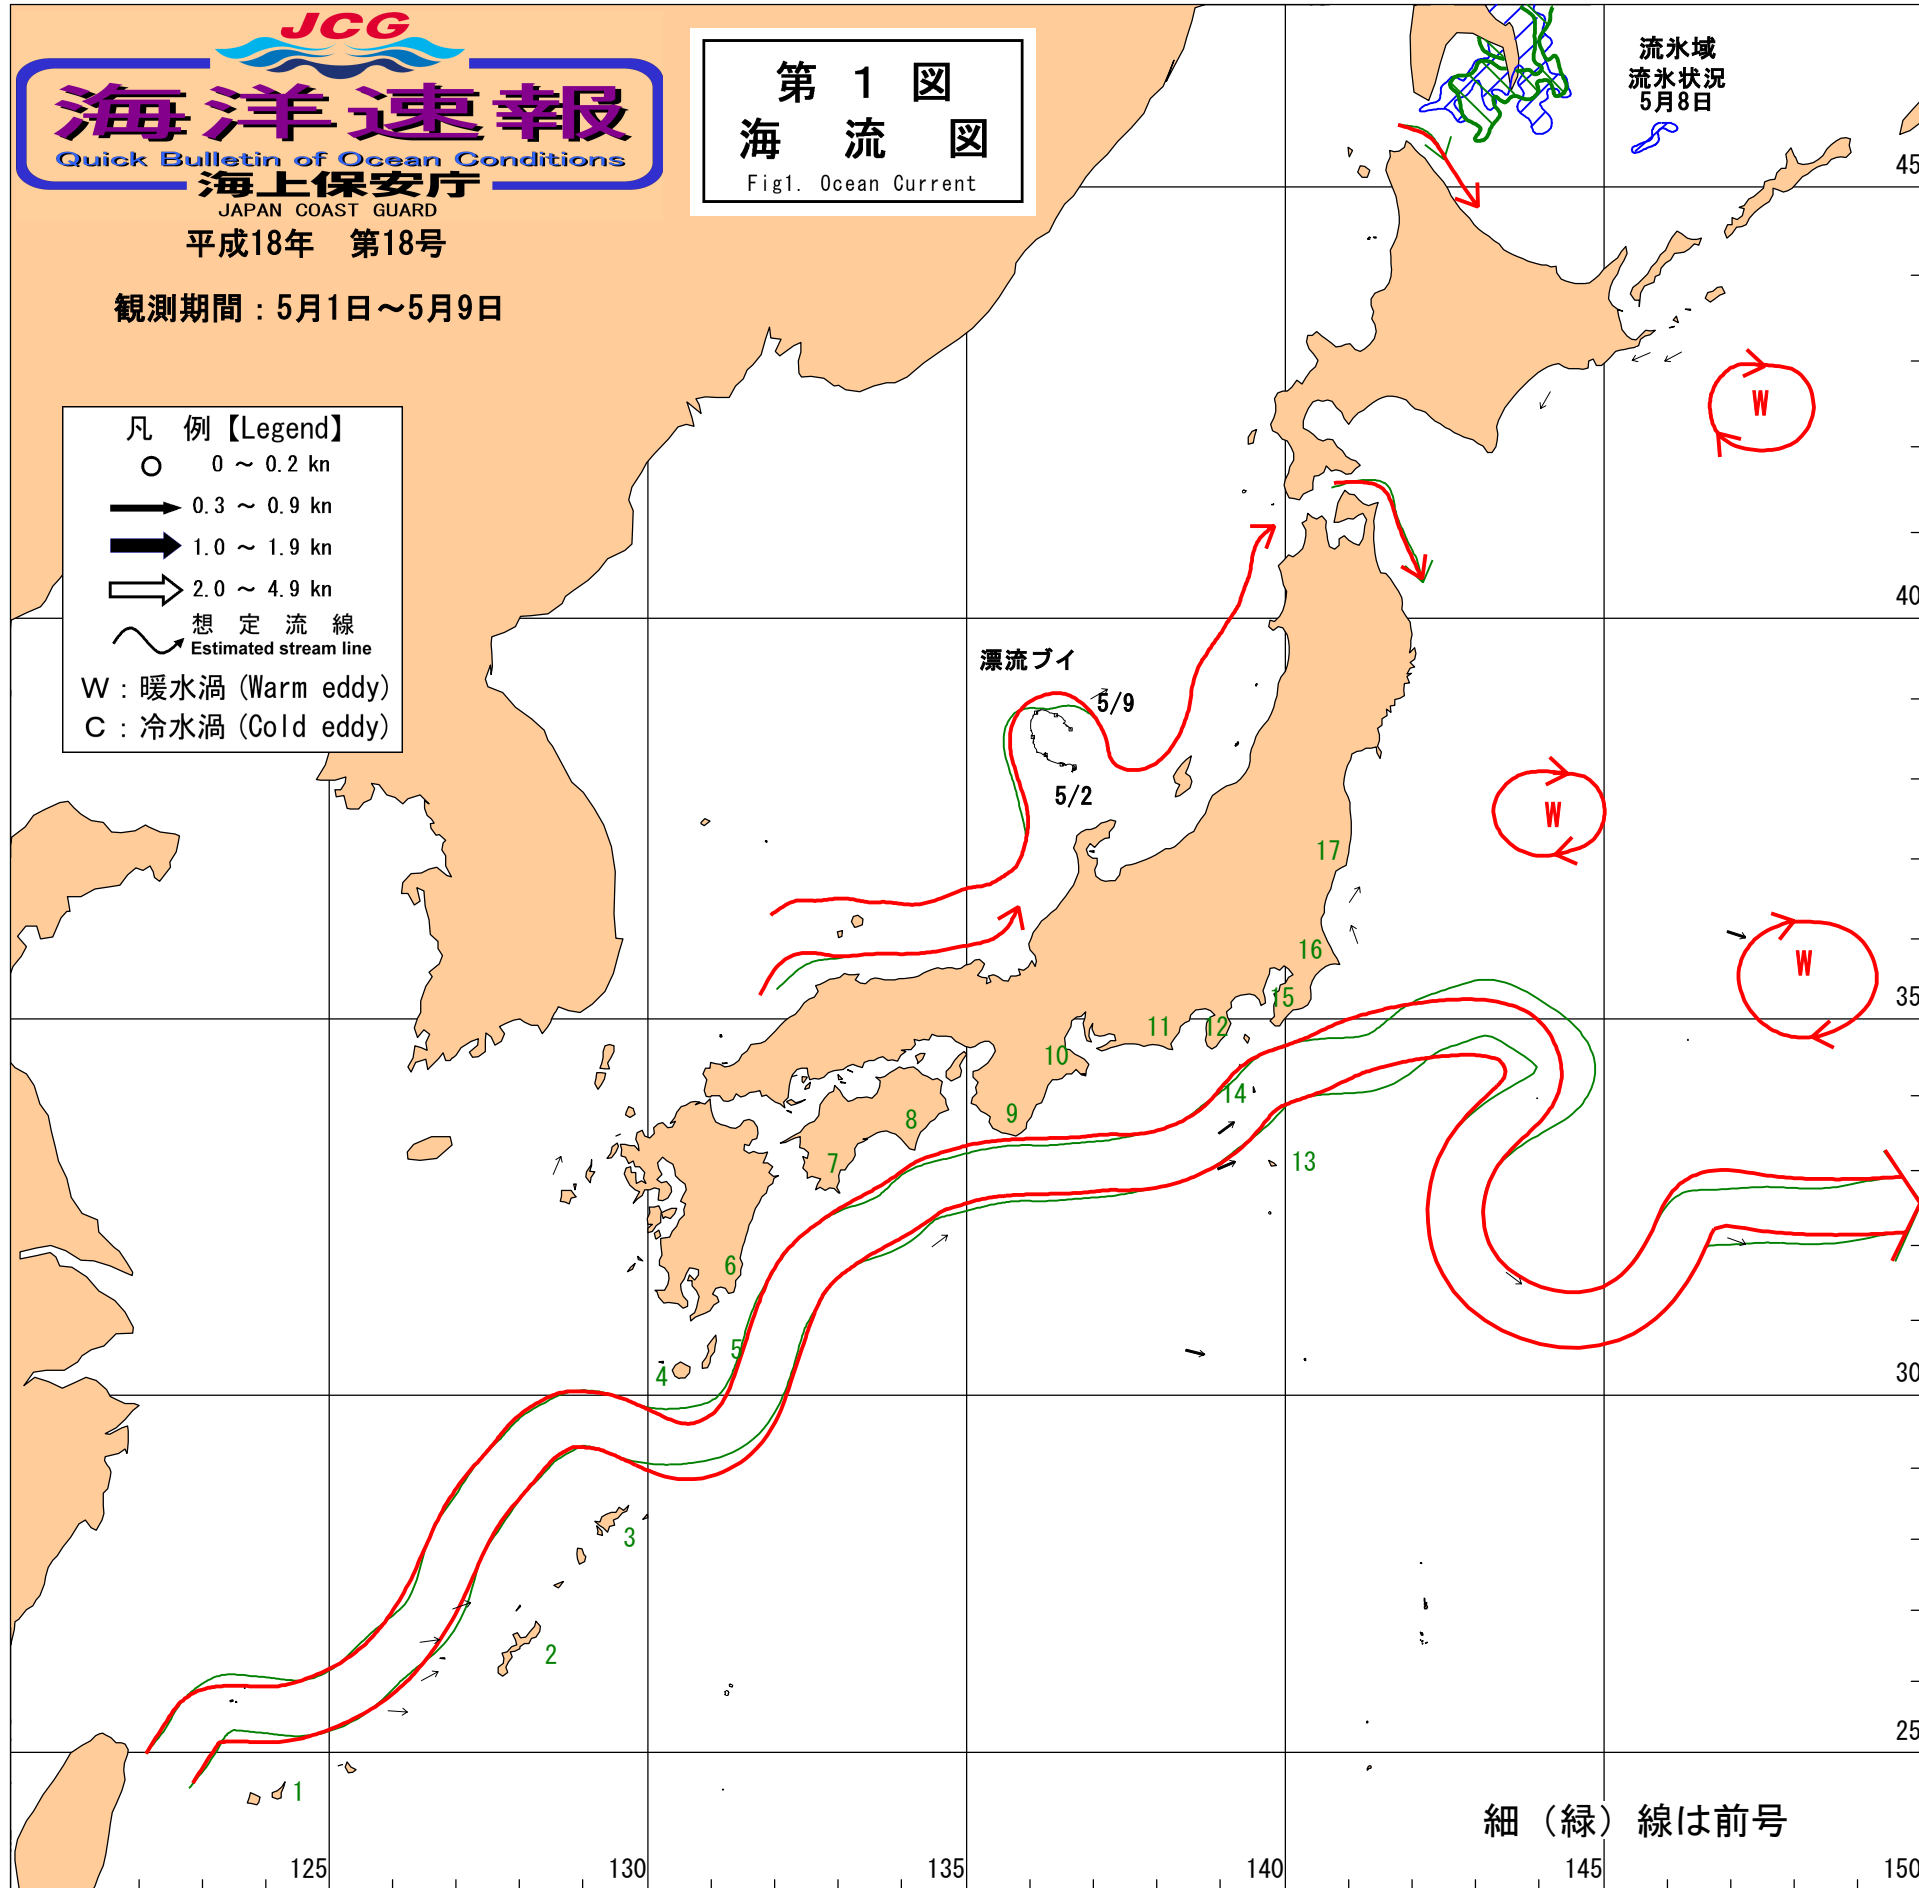 JCG
海洋速報
Quick Bulletin of Ocean Conditions
海上保安庁
JAPAN COAST GUARD
平成18年 第18号
観測期間：5月1日～5月9日
第 1 図
海 流 図
Fig1. Ocean Current
流氷域
流氷状況
5月8日
凡 例【Legend】
0 ～ 0.2 kn
0.3 ～ 0.9 kn
1.0 ～ 1.9 kn
2.0 ～ 4.9 kn
想 定 流 線
Estimated stream line
W：暖水渦(Warm eddy)
C：冷水渦(Cold eddy)
45
W
40
漂流ブイ
5/9
5/2
W
17
16
W
15
35
12
11
10
14
9
8
7
13
6
5
4
30
3
2
25
1
細（緑）線は前号
125
130
135
140
145
150